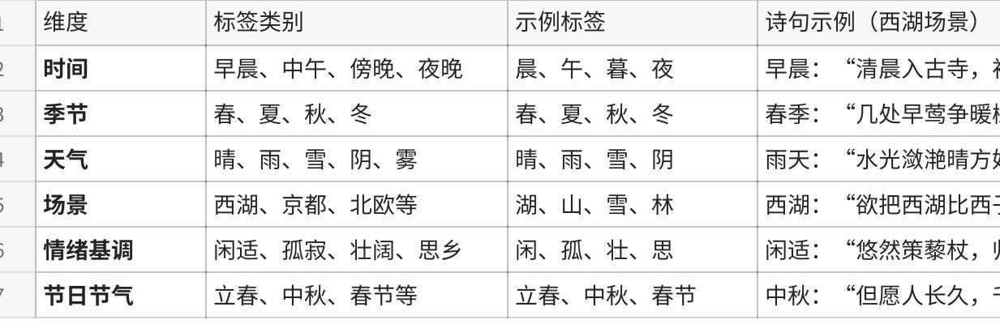 维度 标签类别 示例标签 诗句示例（西湖场景）
2 时间 早晨、中午、傍晚、夜晚 晨、午、暮、夜 早晨：“清晨入古寺，
3 季节 春、夏、秋、冬 春、夏、秋、冬 春季：“几处早莺争暖
4 天气 晴、雨、雪、阴、雾 晴、雨、雪、阴 雨天：“水光潋滟晴方
5 场景 西湖、京都、北欧等 湖、山、雪、林 西湖：“欲把西湖比西
6 情绪基调 闲适、孤寂、壮阔、思乡 闲、孤、壮、思 闲适：“悠然策藜杖，
7 节日节气 立春、中秋、春节等 立春、中秋、春节 中秋：“但愿人长久，